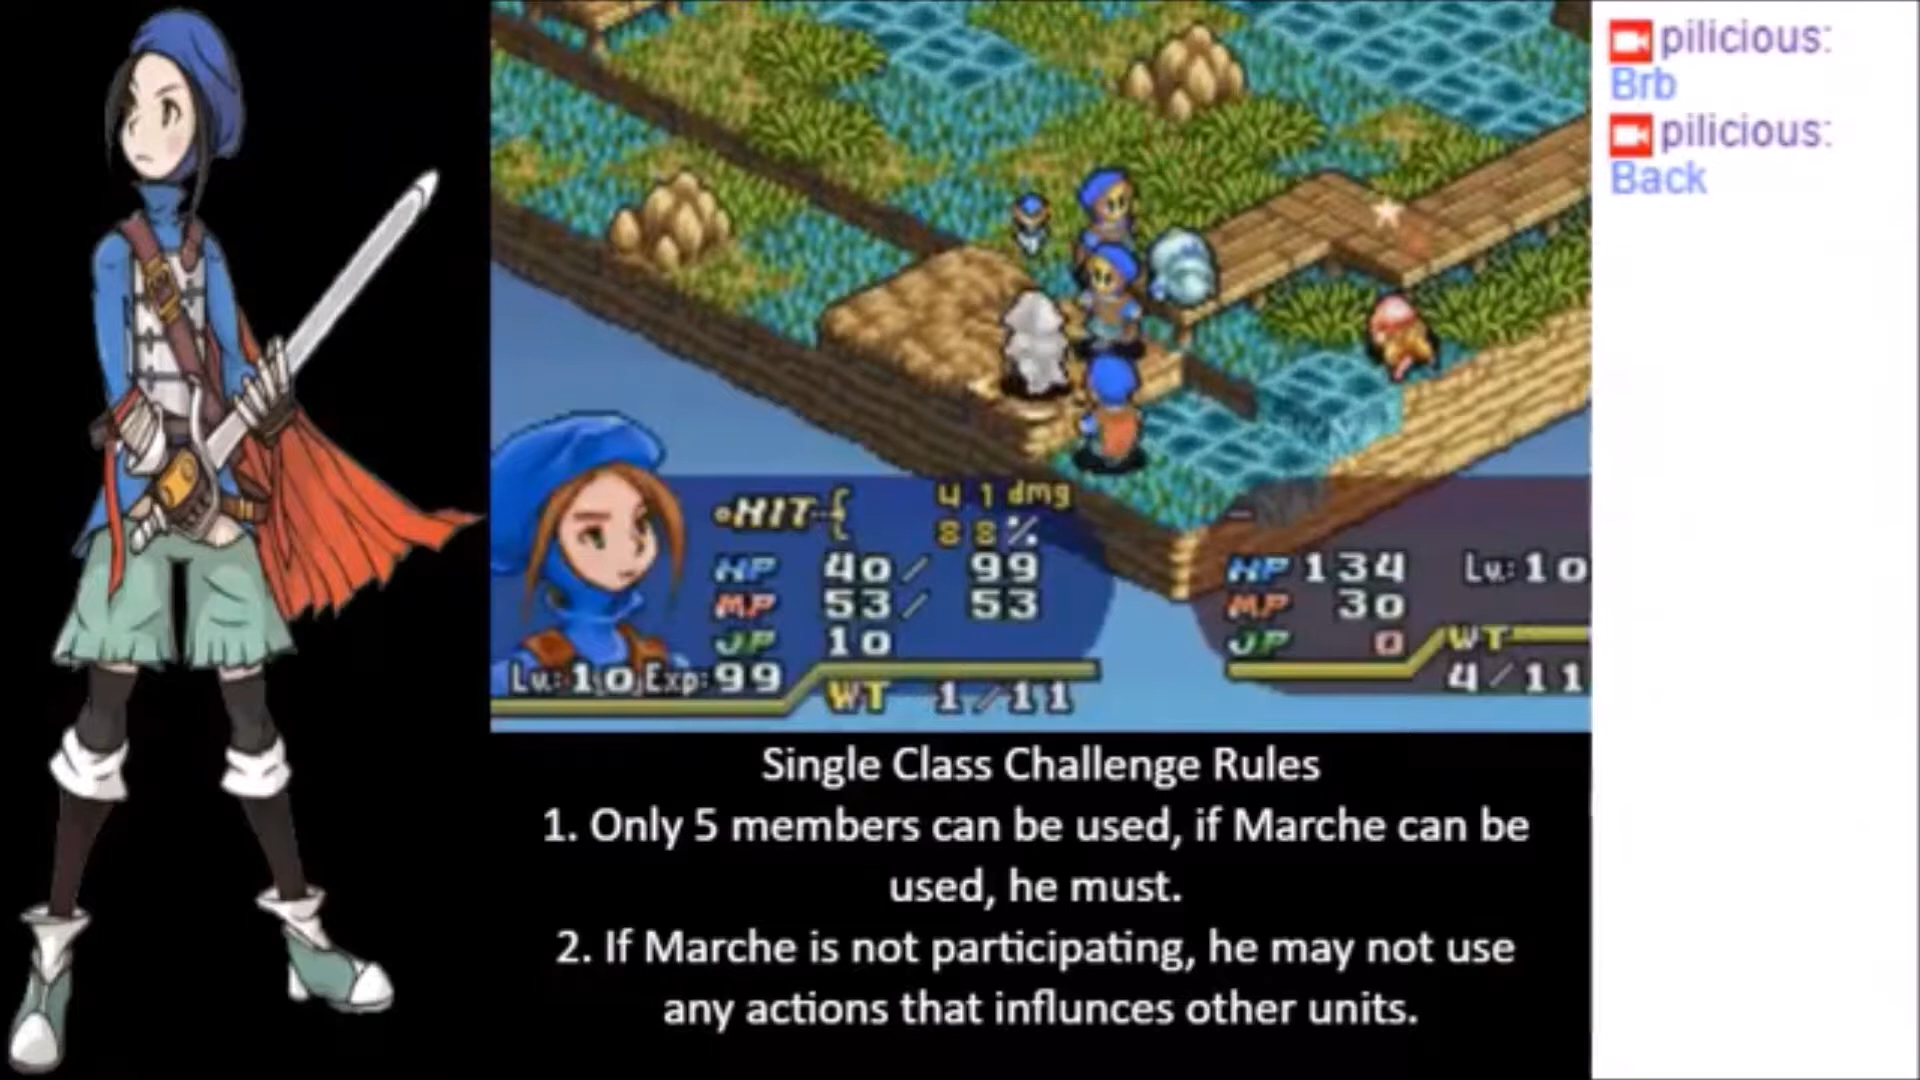 pilicious:
Brb
pilicious:
Back
HIT 41 dmg
88%
HP 40/ 99
MP 53/ 53
JP 10
Lv.:10 Exp:99
WT 1/11
HP 134 Lv.:10
MP 30
JP 0 WT
4/11
Single Class Challenge Rules
1. Only 5 members can be used, if Marche can be
used, he must.
2. If Marche is not participating, he may not use
any actions that influnces other units.